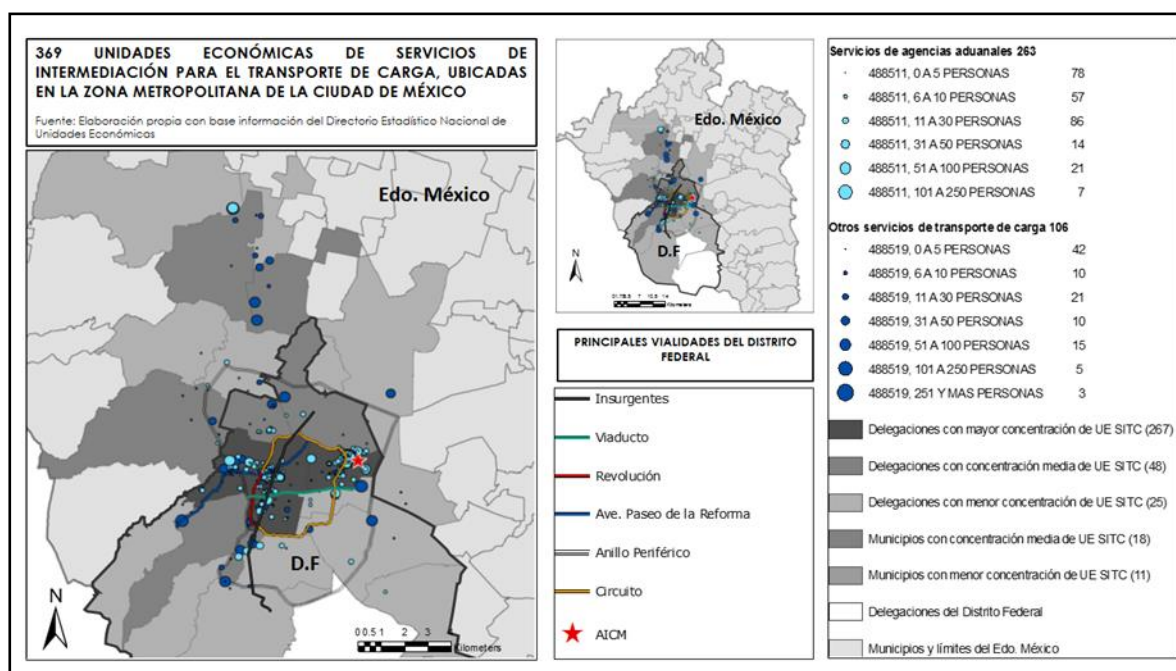 369 UNIDADES ECONÓMICAS DE SERVICIOS DE
INTERMEDIACIÓN PARA EL TRANSPORTE DE CARGA, UBICADAS
EN LA ZONA METROPOLITANA DE LA CIUDAD DE MÉXICO
Fuente: Elaboración propia con base información del Directorio Estadístico Nacional de
Unidades Económicas
Edo. México
D.F
N
0 0.5 1 2 3
Kilometers
Edo. México
D.F
N
Kilometers
PRINCIPALES VIALIDADES DEL DISTRITO
FEDERAL
Insurgentes
Viaducto
Revolución
Ave. Paseo de la Reforma
Anillo Periférico
Circuito
AICM
Servicios de agencias aduanales 263
488511, 0 A 5 PERSONAS 78
488511, 6 A 10 PERSONAS 57
488511, 11 A 30 PERSONAS 86
488511, 31 A 50 PERSONAS 14
488511, 51 A 100 PERSONAS 21
488511, 101 A 250 PERSONAS 7
Otros servicios de transporte de carga 106
488519, 0 A 5 PERSONAS 42
488519, 6 A 10 PERSONAS 10
488519, 11 A 30 PERSONAS 21
488519, 31 A 50 PERSONAS 10
488519, 51 A 100 PERSONAS 15
488519, 101 A 250 PERSONAS 5
488519, 251 Y MAS PERSONAS 3
Delegaciones con mayor concentración de UE SITC (267)
Delegaciones con concentración media de UE SITC (48)
Delegaciones con menor concentración de UE SITC (25)
Municipios con concentración media de UE SITC (18)
Municipios con menor concentración de UE SITC (11)
Delegaciones del Distrito Federal
Municipios y límites del Edo. México